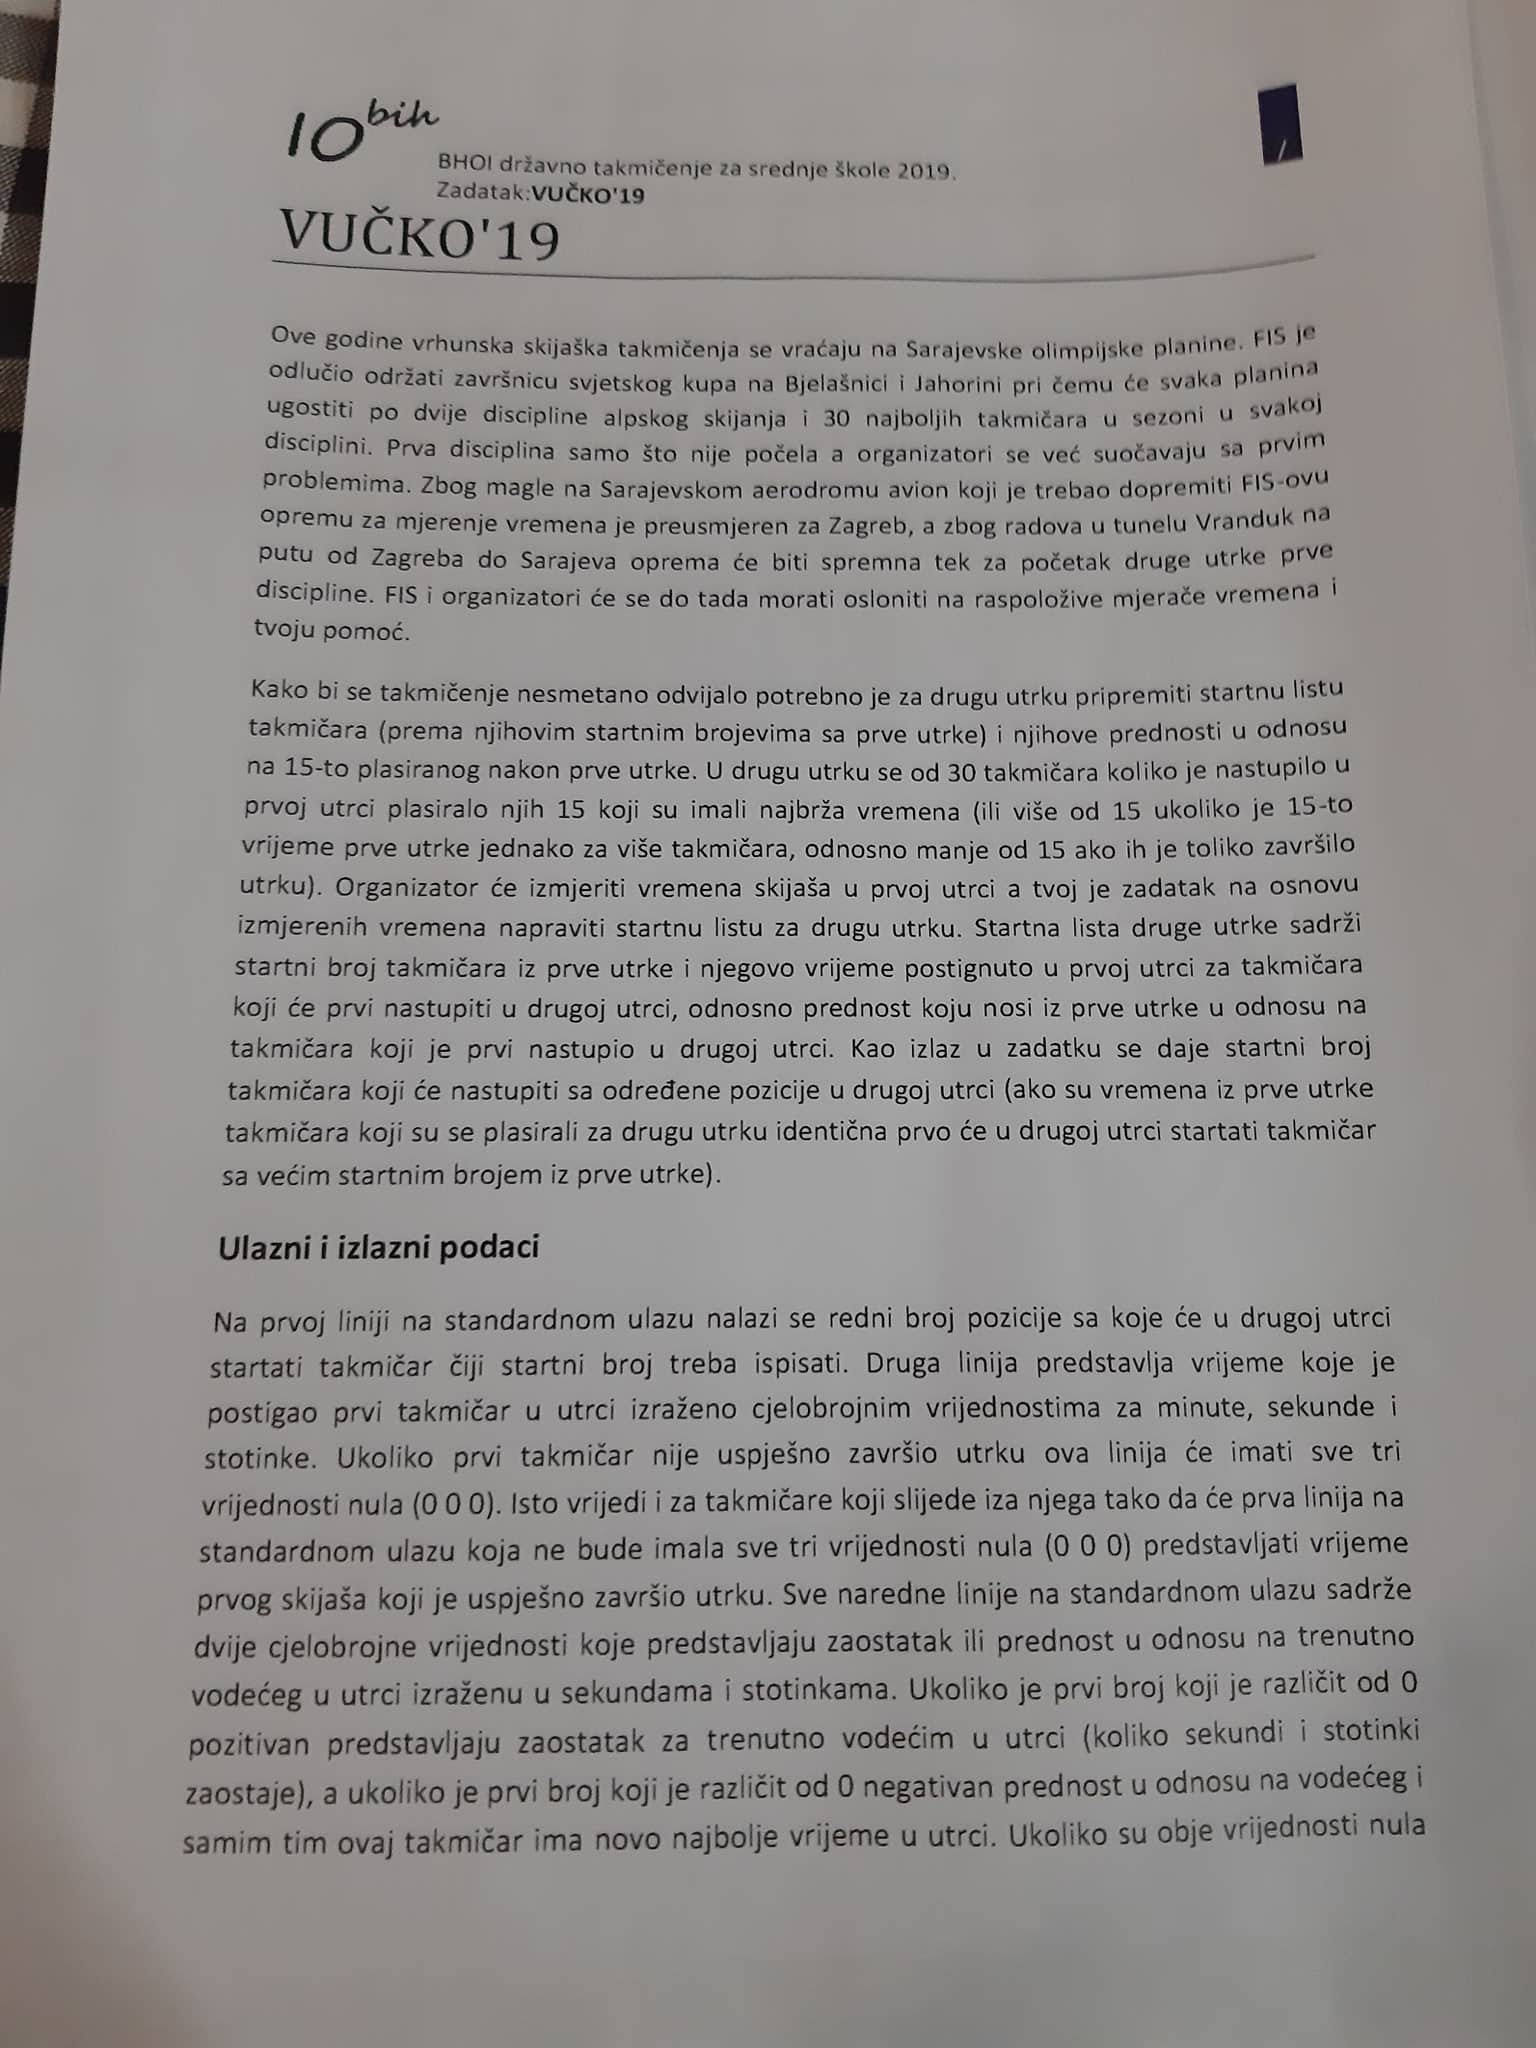 10 bih
BHOI državno takmičenje za srednje škole 2019.
Zadatak:VUČKO'19
VUČKO'19
Ove godine vrhunska skijaška takmičenja se vraćaju na Sarajevske olimpijske planine. FIS je
odlučio održati završnicu svjetskog kupa na Bjelašnici i Jahorini pri čemu će svaka planina
ugostiti po dvije discipline alpskog skijanja i 30 najboljih takmičara u sezoni u svakoj
disciplini. Prva disciplina samo što nije počela a organizatori se već suočavaju sa prvim
problemima. Zbog magle na Sarajevskom aerodromu avion koji je trebao dopremiti FIS-ovu
opremu za mjerenje vremena je preusmjeren za Zagreb, a zbog radova u tunelu Vranduk na
putu od Zagreba do Sarajeva oprema će biti spremna tek za početak druge utrke prve
discipline. FIS i organizatori će se do tada morati osloniti na raspoložive mjerače vremena i
tvoju pomoć.
Kako bi se takmičenje nesmetano odvijalo potrebno je za drugu utrku pripremiti startnu listu
takmičara (prema njihovim startnim brojevima sa prve utrke) i njihove prednosti u odnosu
na 15-to plasiranog nakon prve utrke. U drugu utrku se od 30 takmičara koliko je nastupilo u
prvoj utrci plasiralo njih 15 koji su imali najbrža vremena (ili više od 15 ukoliko je 15-to
vrijeme prve utrke jednako za više takmičara, odnosno manje od 15 ako ih je toliko završilo
utrku). Organizator će izmjeriti vremena skijaša u prvoj utrci a tvoj je zadatak na osnovu
izmjerenih vremena napraviti startnu listu za drugu utrku. Startna lista druge utrke sadrži
startni broj takmičara iz prve utrke i njegovo vrijeme postignuto u prvoj utrci za takmičara
koji će prvi nastupiti u drugoj utrci, odnosno prednost koju nosi iz prve utrke u odnosu na
takmičara koji je prvi nastupio u drugoj utrci. Kao izlaz u zadatku se daje startni broj
takmičara koji će nastupiti sa određene pozicije u drugoj utrci (ako su vremena iz prve utrke
takmičara koji su se plasirali za drugu utrku identična prvo će u drugoj utrci startati takmičar
sa većim startnim brojem iz prve utrke).
Ulazni i izlazni podaci
Na prvoj liniji na standardnom ulazu nalazi se redni broj pozicije sa koje će u drugoj utrci
startati takmičar čiji startni broj treba ispisati. Druga linija predstavlja vrijeme koje je
postigao prvi takmičar u utrci izraženo cjelobrojnim vrijednostima za minute, sekunde i
stotinke. Ukoliko prvi takmičar nije uspješno završio utrku ova linija će imati sve tri
vrijednosti nula (0 0 0). Isto vrijedi i za takmičare koji slijede iza njega tako da će prva linija na
standardnom ulazu koja ne bude imala sve tri vrijednosti nula (0 0 0) predstavljati vrijeme
prvog skijaša koji je uspješno završio utrku. Sve naredne linije na standardnom ulazu sadrže
dvije cjelobrojne vrijednosti koje predstavljaju zaostatak ili prednost u odnosu na trenutno
vodećeg u utrci izraženu u sekundama i stotinkama. Ukoliko je prvi broj koji je različit od 0
pozitivan predstavljaju zaostatak za trenutno vodećim u utrci (koliko sekundi i stotinki
zaostaje), a ukoliko je prvi broj koji je različit od 0 negativan prednost u odnosu na vodećeg i
samim tim ovaj takmičar ima novo najbolje vrijeme u utrci. Ukoliko su obje vrijednosti nula